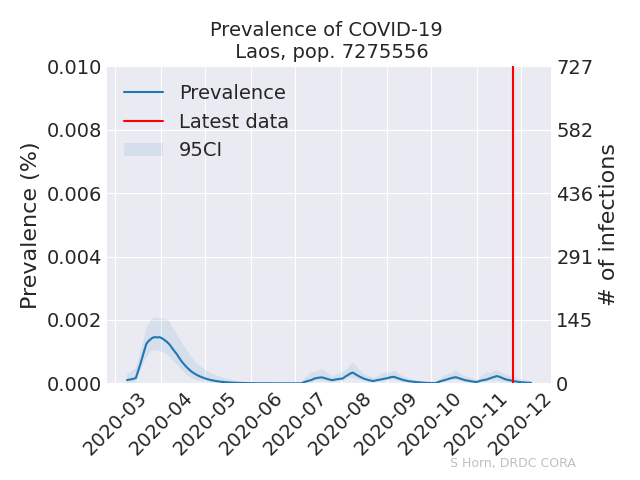 Prevalence of COVID-19
Laos, pop. 7275556
Prevalence
Latest data
95CI
Prevalence (%)
0.010
0.008
0.006
0.004
0.002
0.000
727
582
436
291
145
0
# of infections
2020-03
2020-04
2020-05
2020-06
2020-07
2020-08
2020-09
2020-10
2020-11
2020-12
S Horn, DRDC CORA